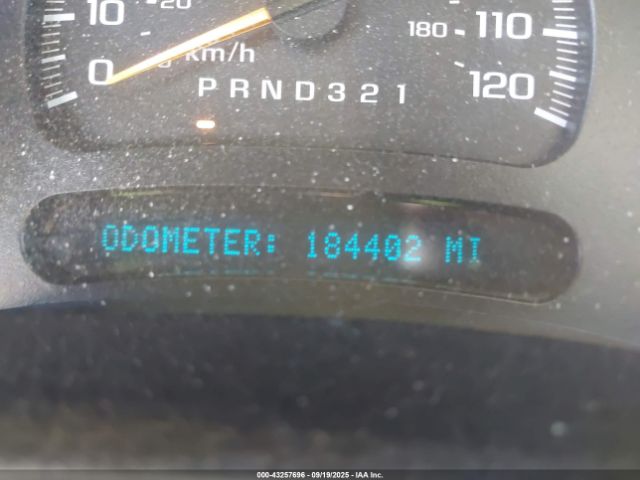 10 20 180 110
0 km/h 120
PRND321
ODOMETER: 184402 MI
000-43257696 - 09/19/2025 - IAA Inc.